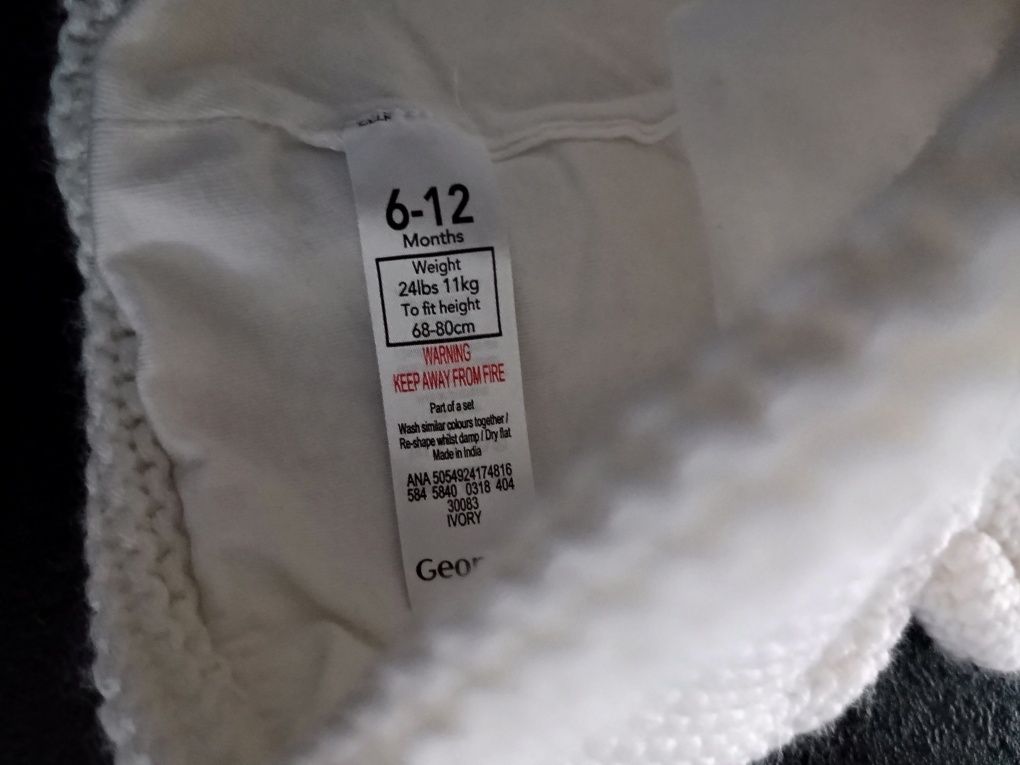 6-12
Months
Weight
24lbs 11kg
To fit height
68-80cm
WARNING
KEEP AWAY FROM FIRE
Part of a set
Wash similar colours together /
Re-shape whilst damp / Dry flat
Made in India
ANA 5054924174816
584 5840 0318 404
30083
IVORY